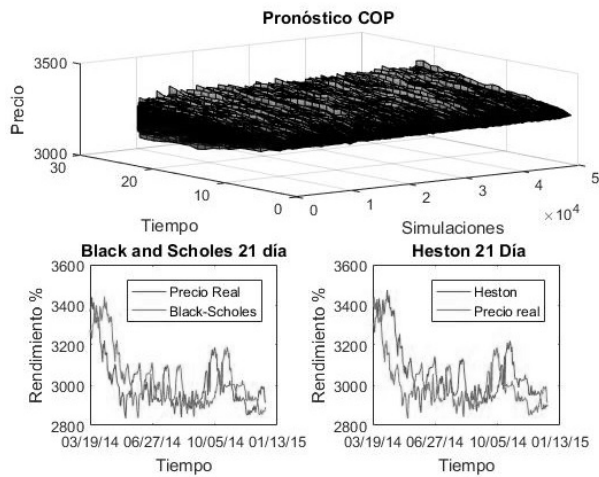 Pronóstico COP
3500
Precio
3000
30
20
10
0
Tiempo
0
1
2
3
4
5
×10⁴
Simulaciones
Black and Scholes 21 día
3600
3400
3200
3000
2800
Rendimiento %
Precio Real
Black-Scholes
03/19/14 06/27/14 10/05/14 01/13/15
Tiempo
Heston 21 Día
3600
3400
3200
3000
2800
Rendimiento %
Heston
Precio real
03/19/14 06/27/14 10/05/14 01/13/15
Tiempo